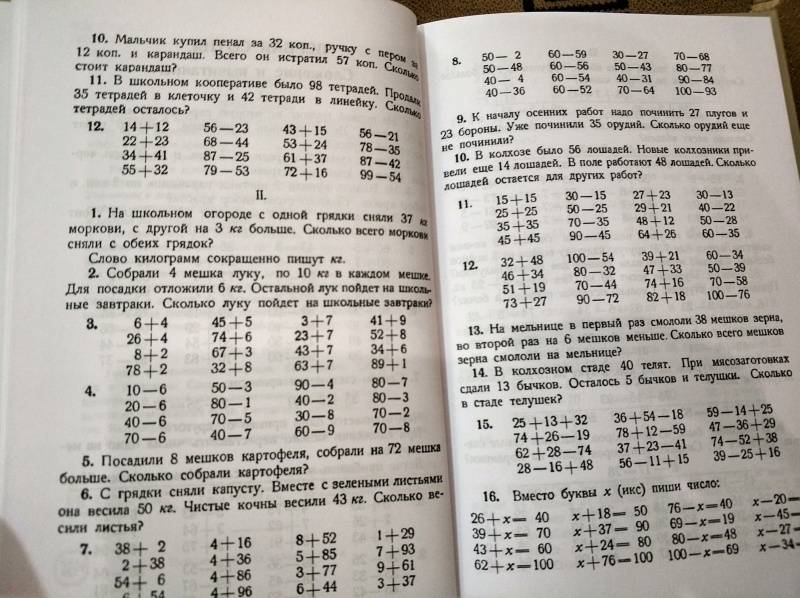 10. Мальчик купил пенал за 32 коп., ручку с пером за
12 коп. и карандаш. Всего он истратил 57 коп. Сколько
стоит карандаш?
11. В школьном кооперативе было 98 тетрадей. Продали
35 тетрадей в клеточку и 42 тетради в линейку. Сколько
тетрадей осталось?
12. 14+12 56—23 43+15 56—21
22+23 68—44 53+24 78—35
34+41 87—25 61+37 87—42
55+32 79—53 72+16 99—54
II.
1. На школьном огороде с одной грядки сняли 37 кг
моркови, с другой на 3 кг больше. Сколько всего моркови
сняли с обеих грядок?
Слово килограмм сокращенно пишут кг.
2. Собрали 4 мешка луку, по 10 кг в каждом мешке.
Для посадки отложили 6 кг. Остальной лук пойдет на школь-
ные завтраки. Сколько луку пойдет на школьные завтраки?
3. 6+4 45+5 3+7 41+9
26+4 74+6 23+7 52+8
8+2 67+3 43+7 34+6
78+2 32+8 63+7 89+1
4. 10—6 50—3 90—4 80—7
20—6 80—1 40—2 80—3
40—6 70—5 30—8 70—2
70—6 40—7 60—9 70—8
5. Посадили 8 мешков картофеля, собрали на 72 мешка
больше. Сколько собрали картофеля?
6. С грядки сняли капусту. Вместе с зелеными листьями
она весила 50 кг. Чистые кочны весили 43 кг. Сколько ве-
сили листья?
7. 38+ 2 4+16 8+52 1+29
2+38 4+36 5+85 7+93
54+ 6 4+86 3+77 9+61
6+54 4+96 6+44 3+37
8. 50— 2 60—59 30—27 70—68
50—48 60—56 50—43 80—77
40— 4 60—54 40—31 90—84
40—36 60—52 70—64 100—93
9. К началу осенних работ надо починить 27 плугов и
23 бороны. Уже починили 35 орудий. Сколько орудий еще
не починили?
10. В колхозе было 56 лошадей. Новые колхозники при-
вели еще 14 лошадей. В поле работают 48 лошадей. Сколько
лошадей остается для других работ?
11. 15+15 30—15 27+23 30—13
25+25 50—25 29+21 40—22
35+35 70—35 48+12 50—28
45+45 90—45 64+26 60—35
12. 32+48 100—54 39+21 60—34
46+34 80—32 47+33 50—39
51+19 70—44 74+16 70—58
73+27 90—72 82+18 100—76
13. На мельнице в первый раз смололи 38 мешков зерна,
во второй раз на 6 мешков меньше. Сколько всего мешков
зерна смололи на мельнице?
14. В колхозном стаде 40 телят. При мясозаготовках
сдали 13 бычков. Осталось 5 бычков и телушки. Сколько
в стаде телушек?
15. 25+13+32 36+54—18 59—14+25
74+26—19 78+12—59 47—36+29
62+28—74 37+23—41 74—52+38
28—16+48 56—11+15 39—25+16
16. Вместо буквы x (икс) пиши число:
26+x= 40 x+18= 50 76—x=40 x—20=
39+x= 70 x+37= 90 69—x=19 x—45=
43+x= 60 x+24= 80 80—x=48 x—27=
62+x=100 x+76=100 100—x=69 x—34=